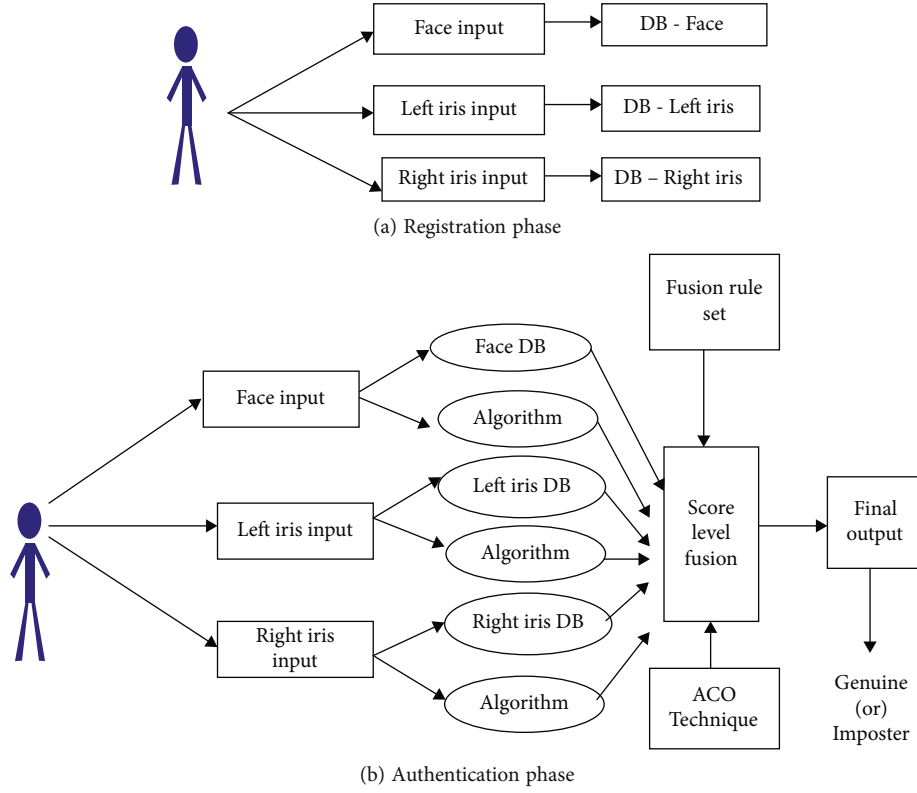 Face input
DB - Face
Left iris input
DB - Left iris
Right iris input
DB – Right iris
(a) Registration phase
Fusion rule
set
Face DB
Face input
Algorithm
Left iris DB
Left iris input
Algorithm
Score
level
fusion
Final
output
Right iris DB
Right iris
input
Algorithm
ACO
Technique
Genuine
(or)
Imposter
(b) Authentication phase